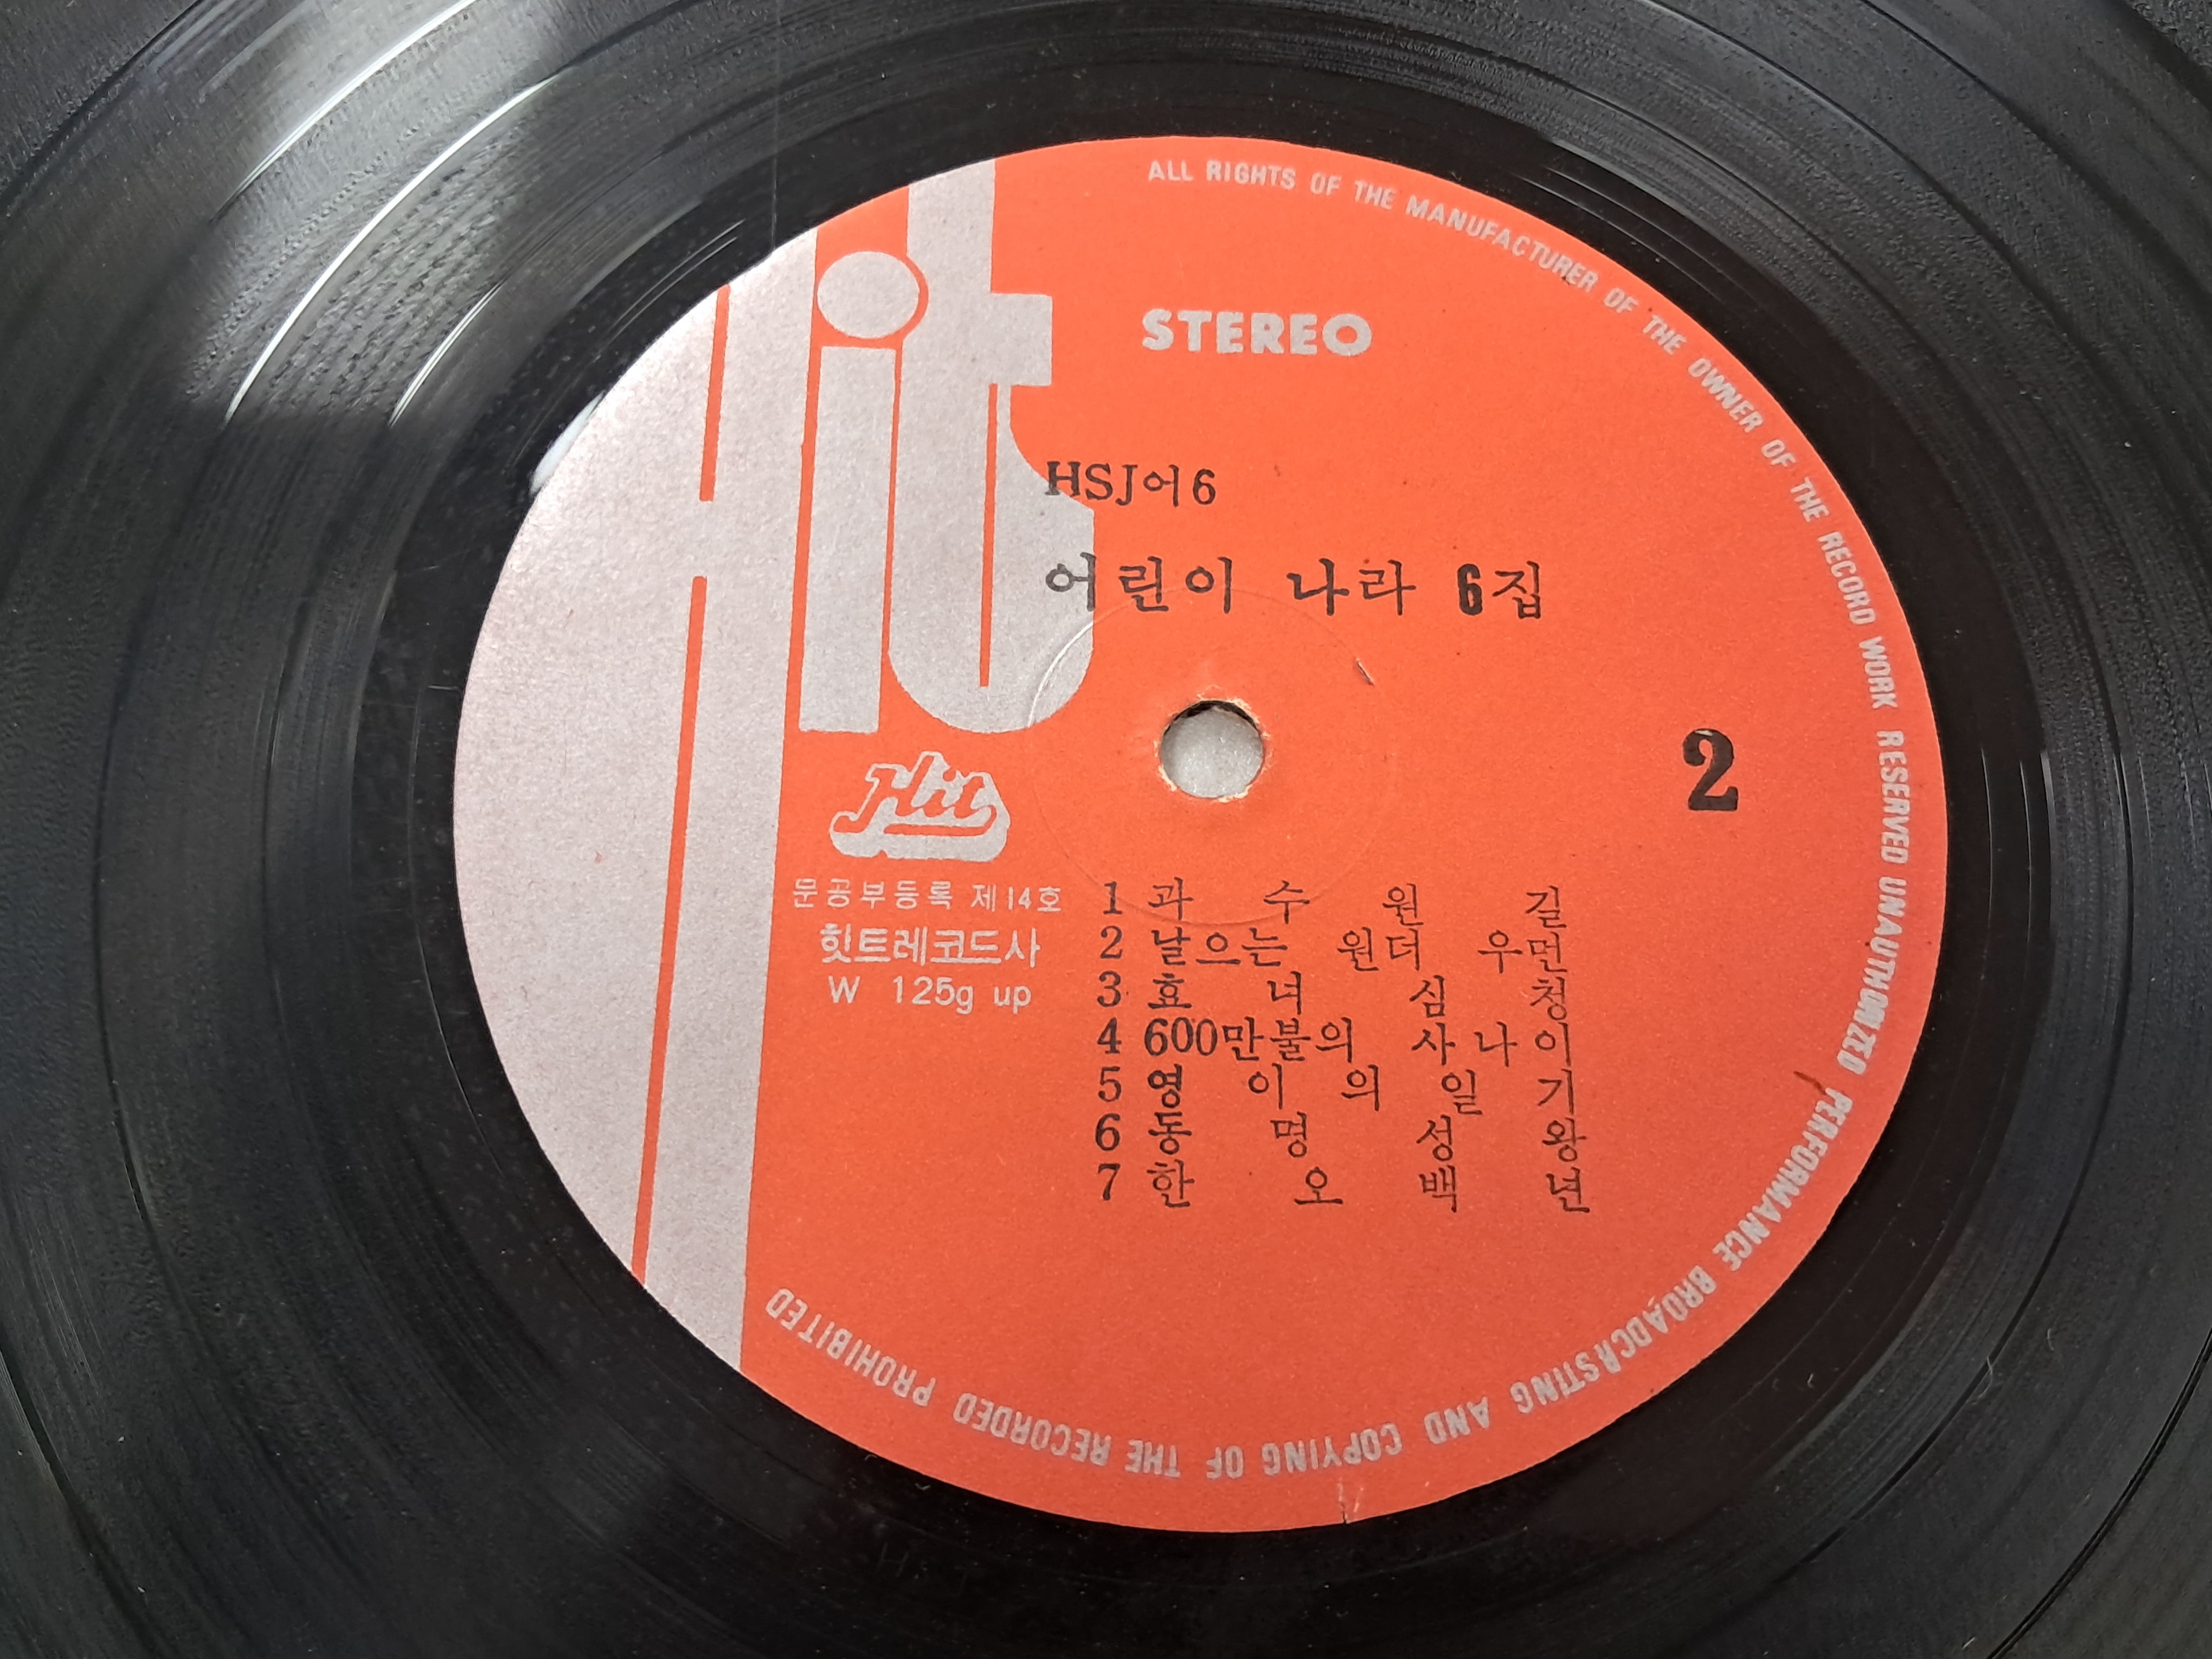 ALL RIGHTS OF THE MANUFACTURER OF THE OWNER OF THE RECORD WORK RESERVED UNAUTHORIZED PERFORMANCE BROADCASTING AND COPYING OF THE RECORDED PROHIBITED
Hit
STEREO
HSJ어6
어린이 나라 6집
2
Hit
문공부등록 제14호
힛트레코드사
W 125g up
1 과수원길
2 날으는 원더 우먼
3 효녀심청
4 600만불의 사나이
5 영이의일기
6 동명성왕
7 한오백년